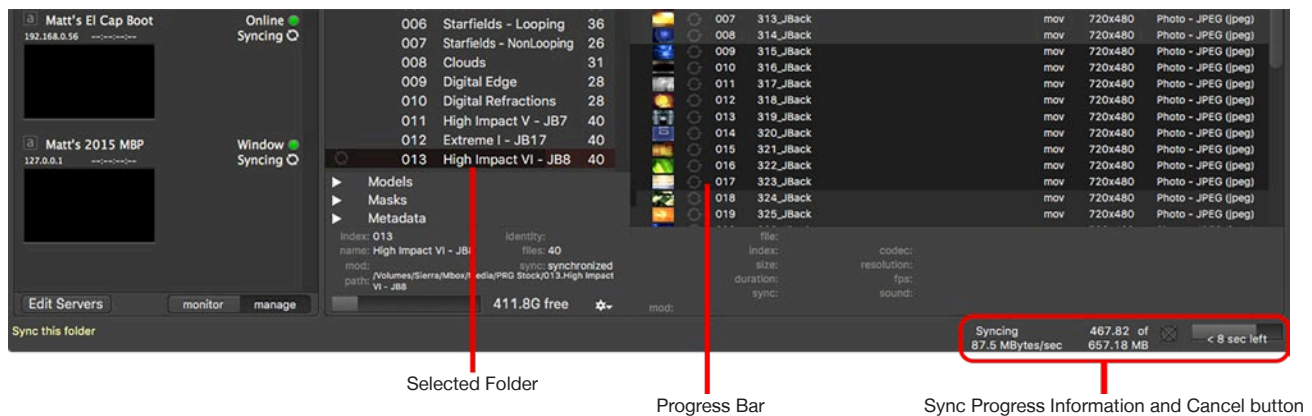 a Matt's El Cap Boot Online
192.168.0.56 --:--:--:-- Syncing
a Matt's 2015 MBP Window
127.0.0.1 --:--:--:-- Syncing
Edit Servers monitor manage
Sync this folder
006 Starfields - Looping 36
007 Starfields - NonLooping 26
008 Clouds 31
009 Digital Edge 28
010 Digital Refractions 28
011 High Impact V - JB7 40
012 Extreme I - JB17 40
013 High Impact VI - JB8 40
Models
Masks
Metadata
index: 013 identity:
name: High Impact VI - JB8 files: 40
mod: sync: synchronized
path: /Volumes/Sierra/Mbox/Media/PRG Stock/013.High Impact
VI - JB8
411.8G free
007 313_JBack mov 720x480 Photo - JPEG (jpeg)
008 314_JBack mov 720x480 Photo - JPEG (jpeg)
009 315_JBack mov 720x480 Photo - JPEG (jpeg)
010 316_JBack mov 720x480 Photo - JPEG (jpeg)
011 317_JBack mov 720x480 Photo - JPEG (jpeg)
012 318_JBack mov 720x480 Photo - JPEG (jpeg)
013 319_JBack mov 720x480 Photo - JPEG (jpeg)
014 320_JBack mov 720x480 Photo - JPEG (jpeg)
015 321_JBack mov 720x480 Photo - JPEG (jpeg)
016 322_JBack mov 720x480 Photo - JPEG (jpeg)
017 323_JBack mov 720x480 Photo - JPEG (jpeg)
018 324_JBack mov 720x480 Photo - JPEG (jpeg)
019 325_JBack mov 720x480 Photo - JPEG (jpeg)
file:
index: codec:
size: resolution:
duration: fps:
sync: sound:
mod:
Syncing 467.82 of
87.5 MBytes/sec 657.18 MB < 8 sec left
Selected Folder
Progress Bar
Sync Progress Information and Cancel button